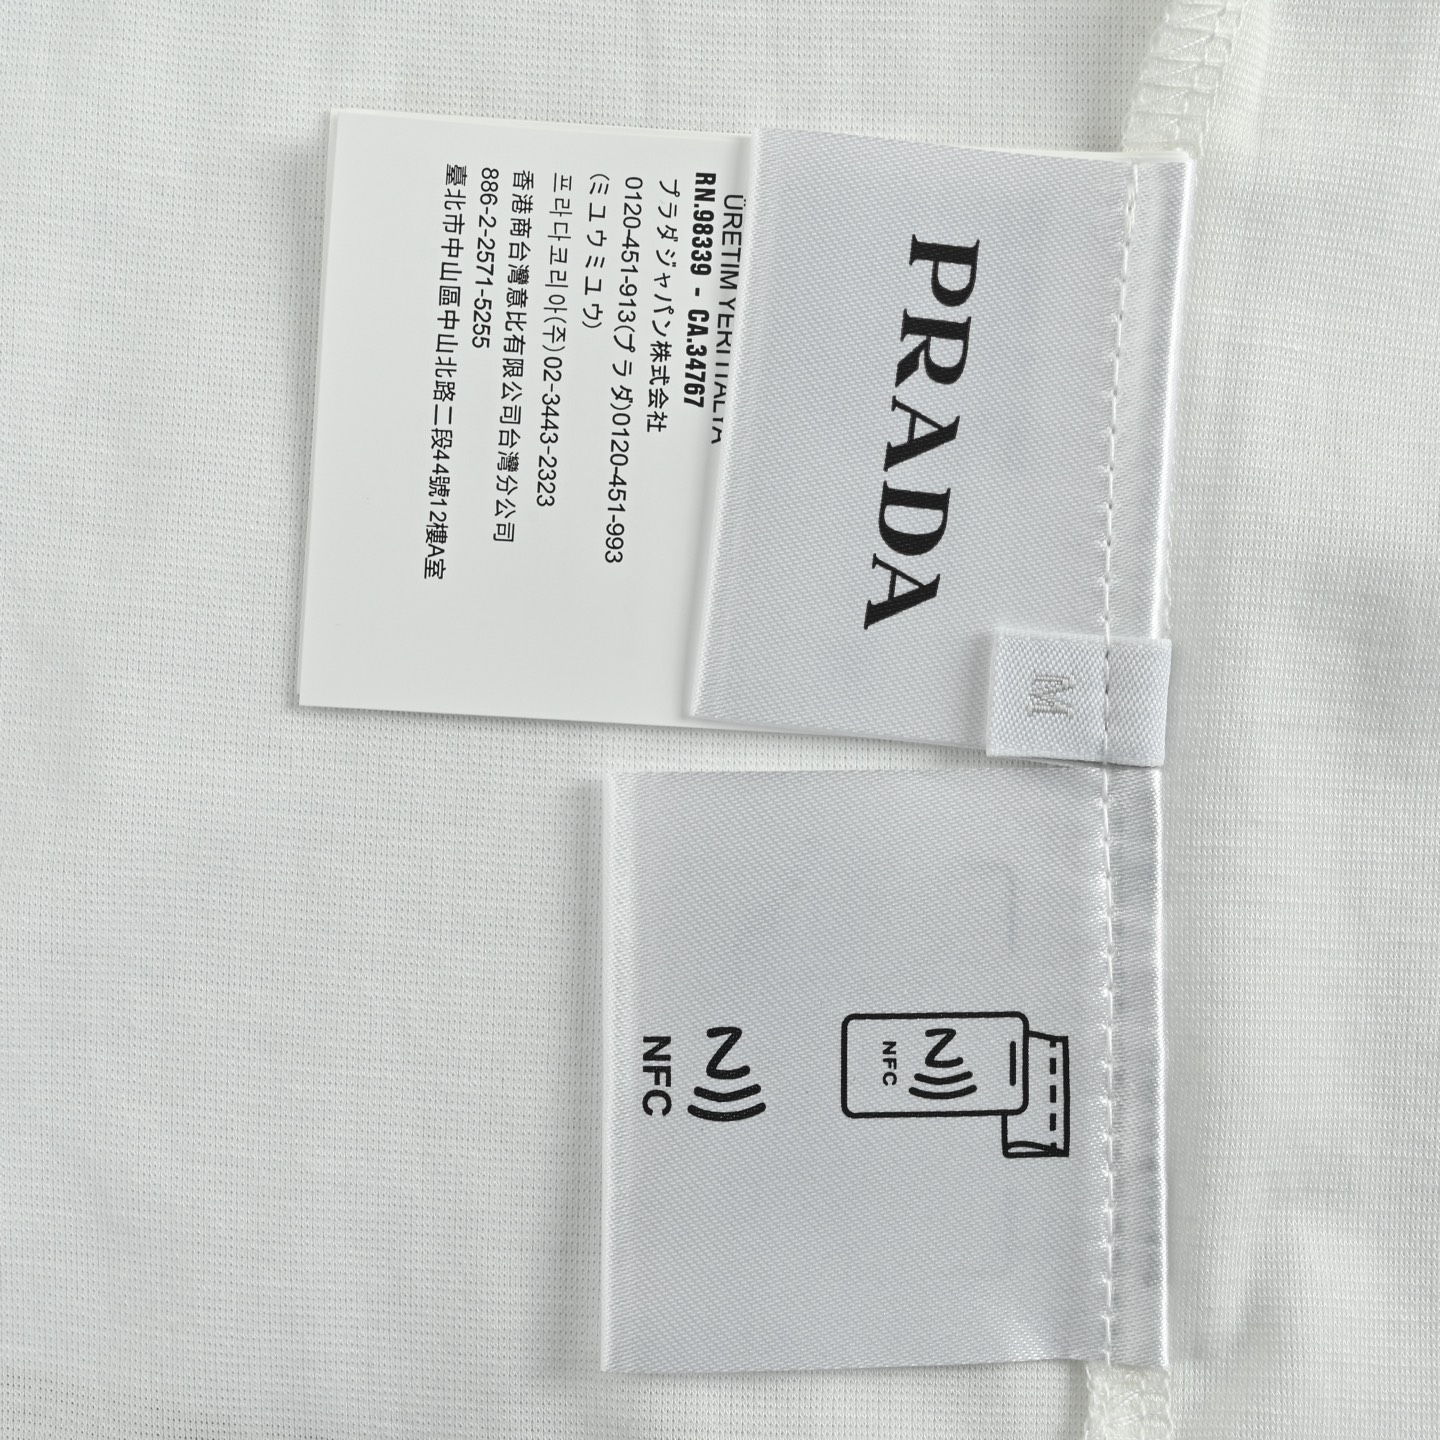 PRADA
M
ÜRETİM YERİ İTALYA
RN.98339 - CA.34767
プラダジャパン株式会社
0120-451-913(プラダ)0120-451-993
(ミュウミュウ)
프라다코리아(주)02-3443-2323
香港商台灣意比有限公司台灣分公司
886-2-2571-5255
臺北市中山區中山北路二段44號12樓A室
NFC
NFC